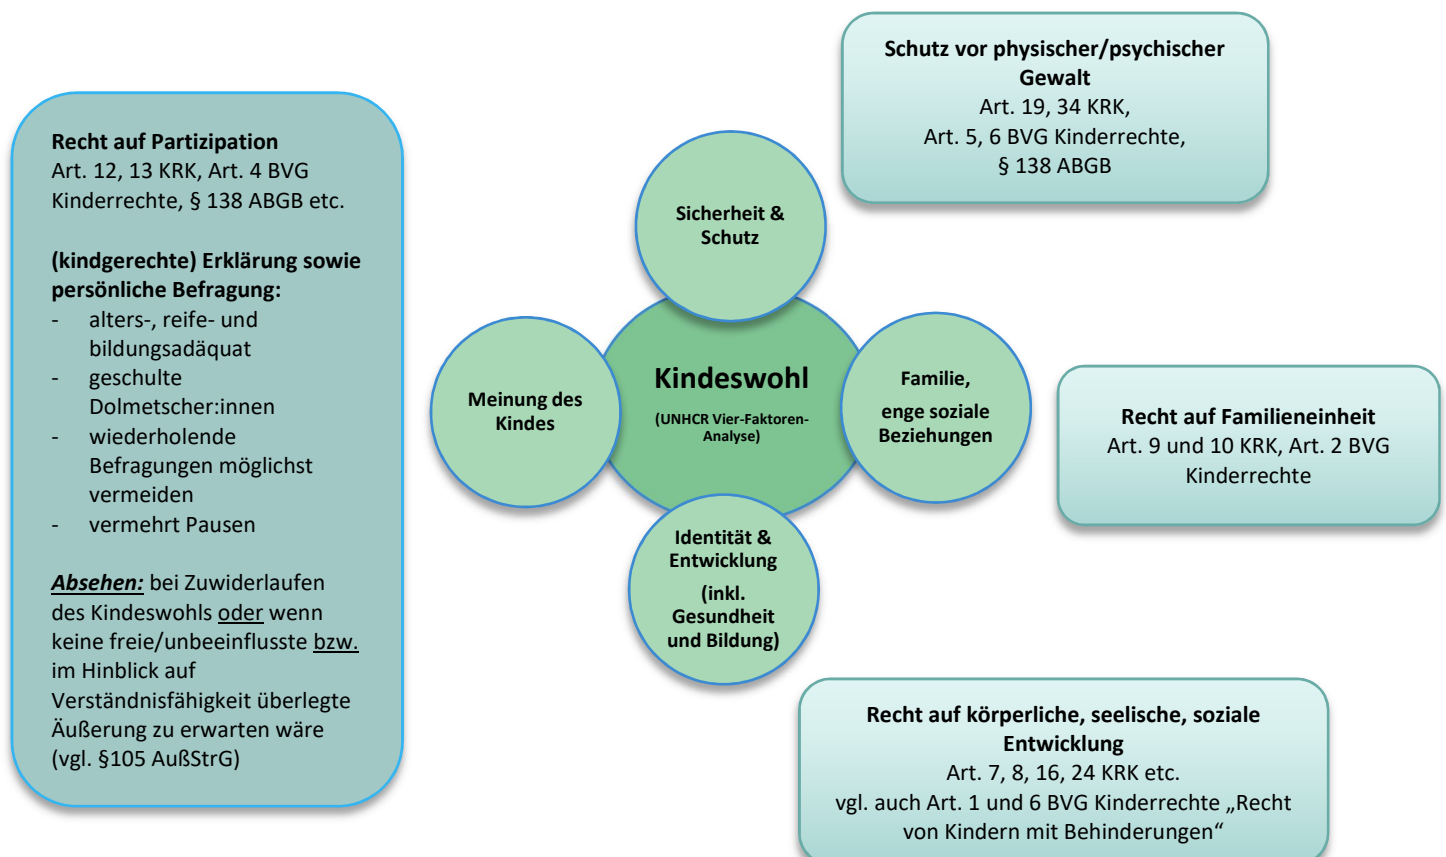 Recht auf Partizipation
Art. 12, 13 KRK, Art. 4 BVG
Kinderrechte, § 138 ABGB etc.
(kindgerechte) Erklärung sowie
persönliche Befragung:
- alters-, reife- und
bildungsadäquat
- geschulte
Dolmetscher:innen
- wiederholende
Befragungen möglichst
vermeiden
- vermehrt Pausen
Absehen: bei Zuwiderlaufen
des Kindeswohls oder wenn
keine freie/unbeeinflusste bzw.
im Hinblick auf
Verständnisfähigkeit überlegte
Äußerung zu erwarten wäre
(vgl. §105 AußStrG)
Meinung des
Kindes
Sicherheit &
Schutz
Kindeswohl
(UNHCR Vier-Faktoren-
Analyse)
Familie,
enge soziale
Beziehungen
Identität &
Entwicklung
(inkl.
Gesundheit
und Bildung)
Schutz vor physischer/psychischer
Gewalt
Art. 19, 34 KRK,
Art. 5, 6 BVG Kinderrechte,
§ 138 ABGB
Recht auf Familieneinheit
Art. 9 und 10 KRK, Art. 2 BVG
Kinderrechte
Recht auf körperliche, seelische, soziale
Entwicklung
Art. 7, 8, 16, 24 KRK etc.
vgl. auch Art. 1 und 6 BVG Kinderrechte „Recht
von Kindern mit Behinderungen“